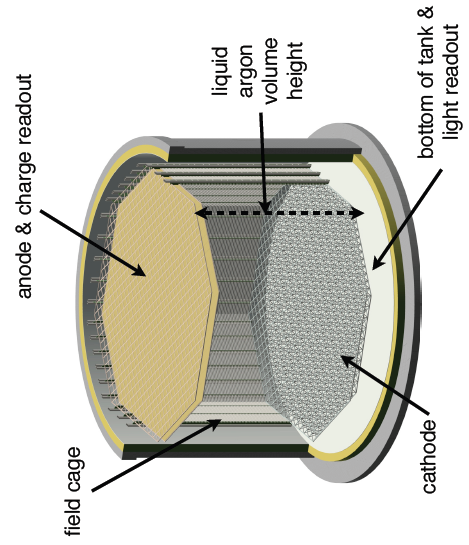 anode & charge readout
liquid
argon
volume
height
bottom of tank &
light readout
field cage
cathode